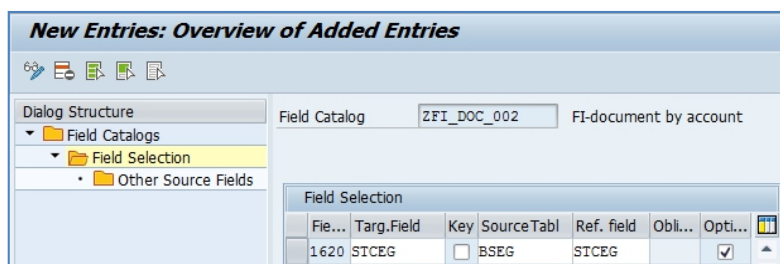 New Entries: Overview of Added Entries
Dialog Structure
Field Catalogs
Field Selection
Other Source Fields
Field Catalog ZFI_DOC_002 FI-document by account
Field Selection
Fie... Targ.Field Key SourceTabl Ref. field Obli... Opti...
1620 STCEG BSEG STCEG